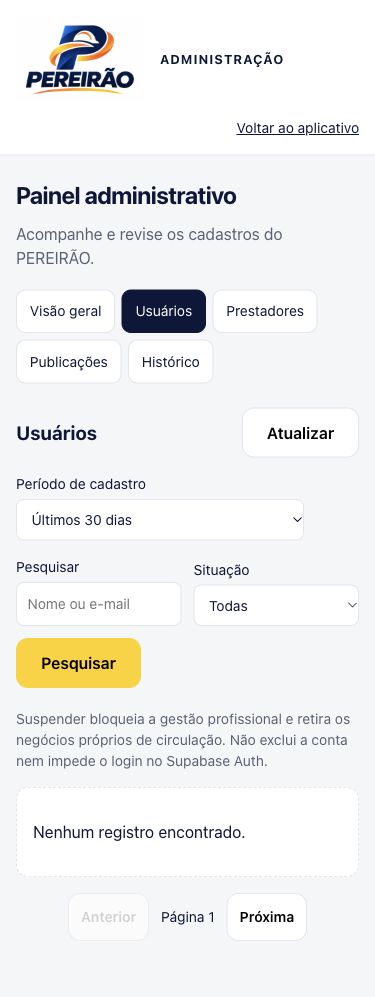 PEREIRÃO
ADMINISTRAÇÃO
Voltar ao aplicativo
Painel administrativo
Acompanhe e revise os cadastros do
PEREIRÃO.
Visão geral
Usuários
Prestadores
Publicações
Histórico
Usuários
Atualizar
Período de cadastro
Últimos 30 dias
Pesquisar
Situação
Nome ou e-mail
Todas
Pesquisar
Suspender bloqueia a gestão profissional e retira os
negócios próprios de circulação. Não exclui a conta
nem impede o login no Supabase Auth.
Nenhum registro encontrado.
Anterior
Página 1
Próxima